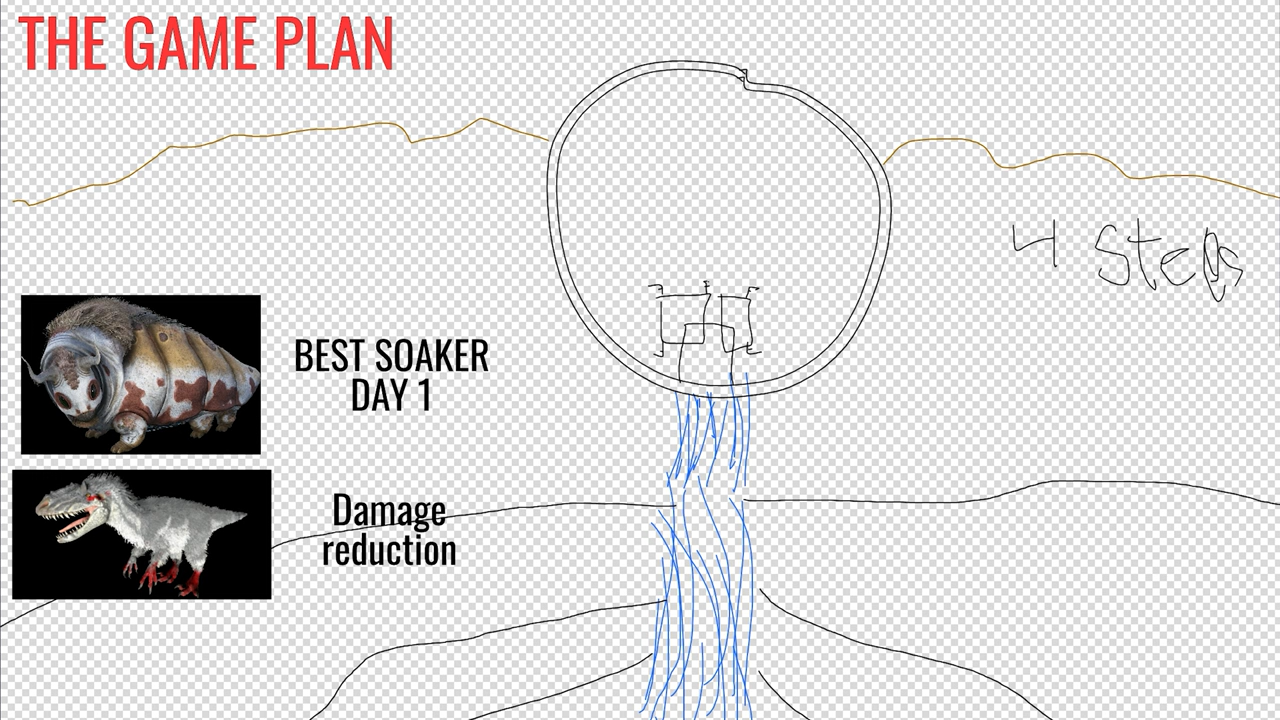 THE GAME PLAN
4 Steps
BEST SOAKER
DAY 1
Damage
reduction